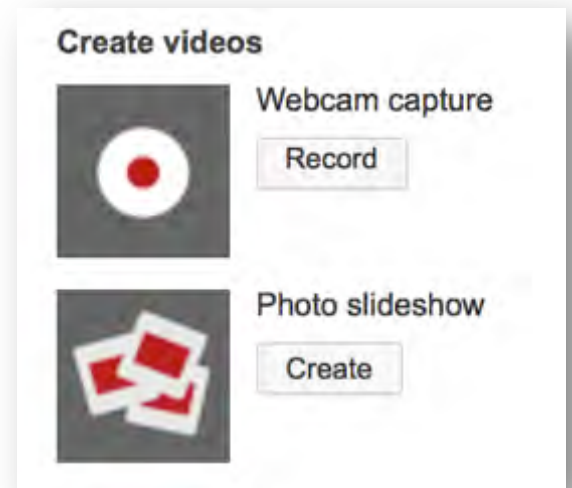 Create videos
Webcam capture
Record
Photo slideshow
Create